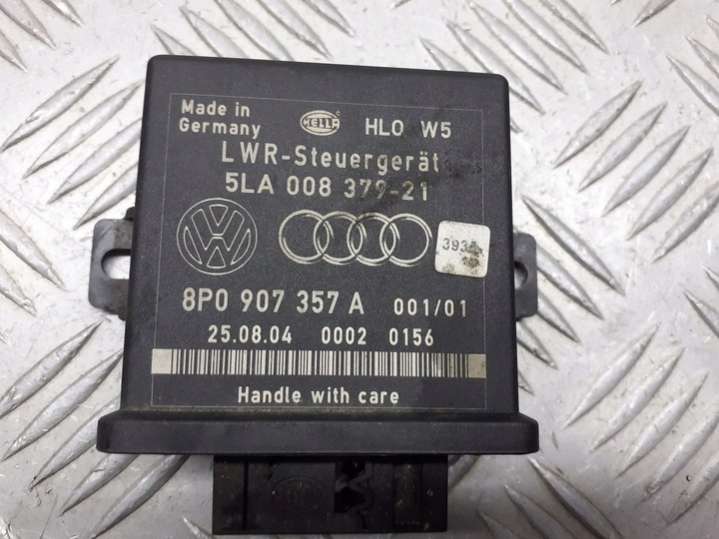 Made in
Germany
HELLA
HLO W5
LWR-Steuergerät
5LA 008 379-21
8P0 907 357 A 001/01
25.08.04 0002 0156
Handle with care